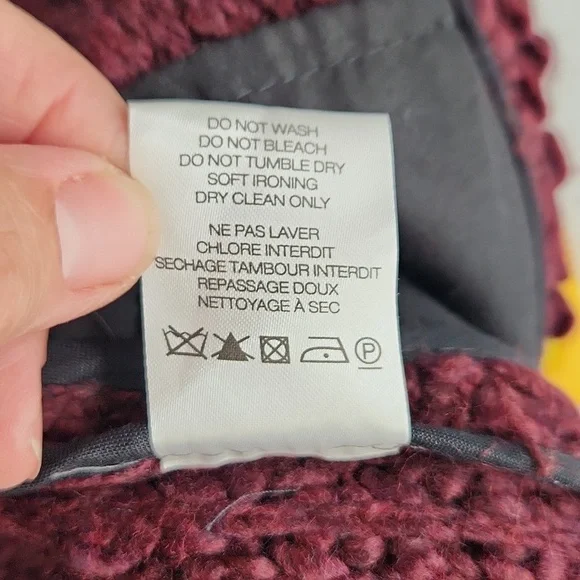 DO NOT WASH
DO NOT BLEACH
DO NOT TUMBLE DRY
SOFT IRONING
DRY CLEAN ONLY
NE PAS LAVER
CHLORE INTERDIT
SECHAGE TAMBOUR INTERDIT
REPASSAGE DOUX
NETTOYAGE À SEC
P